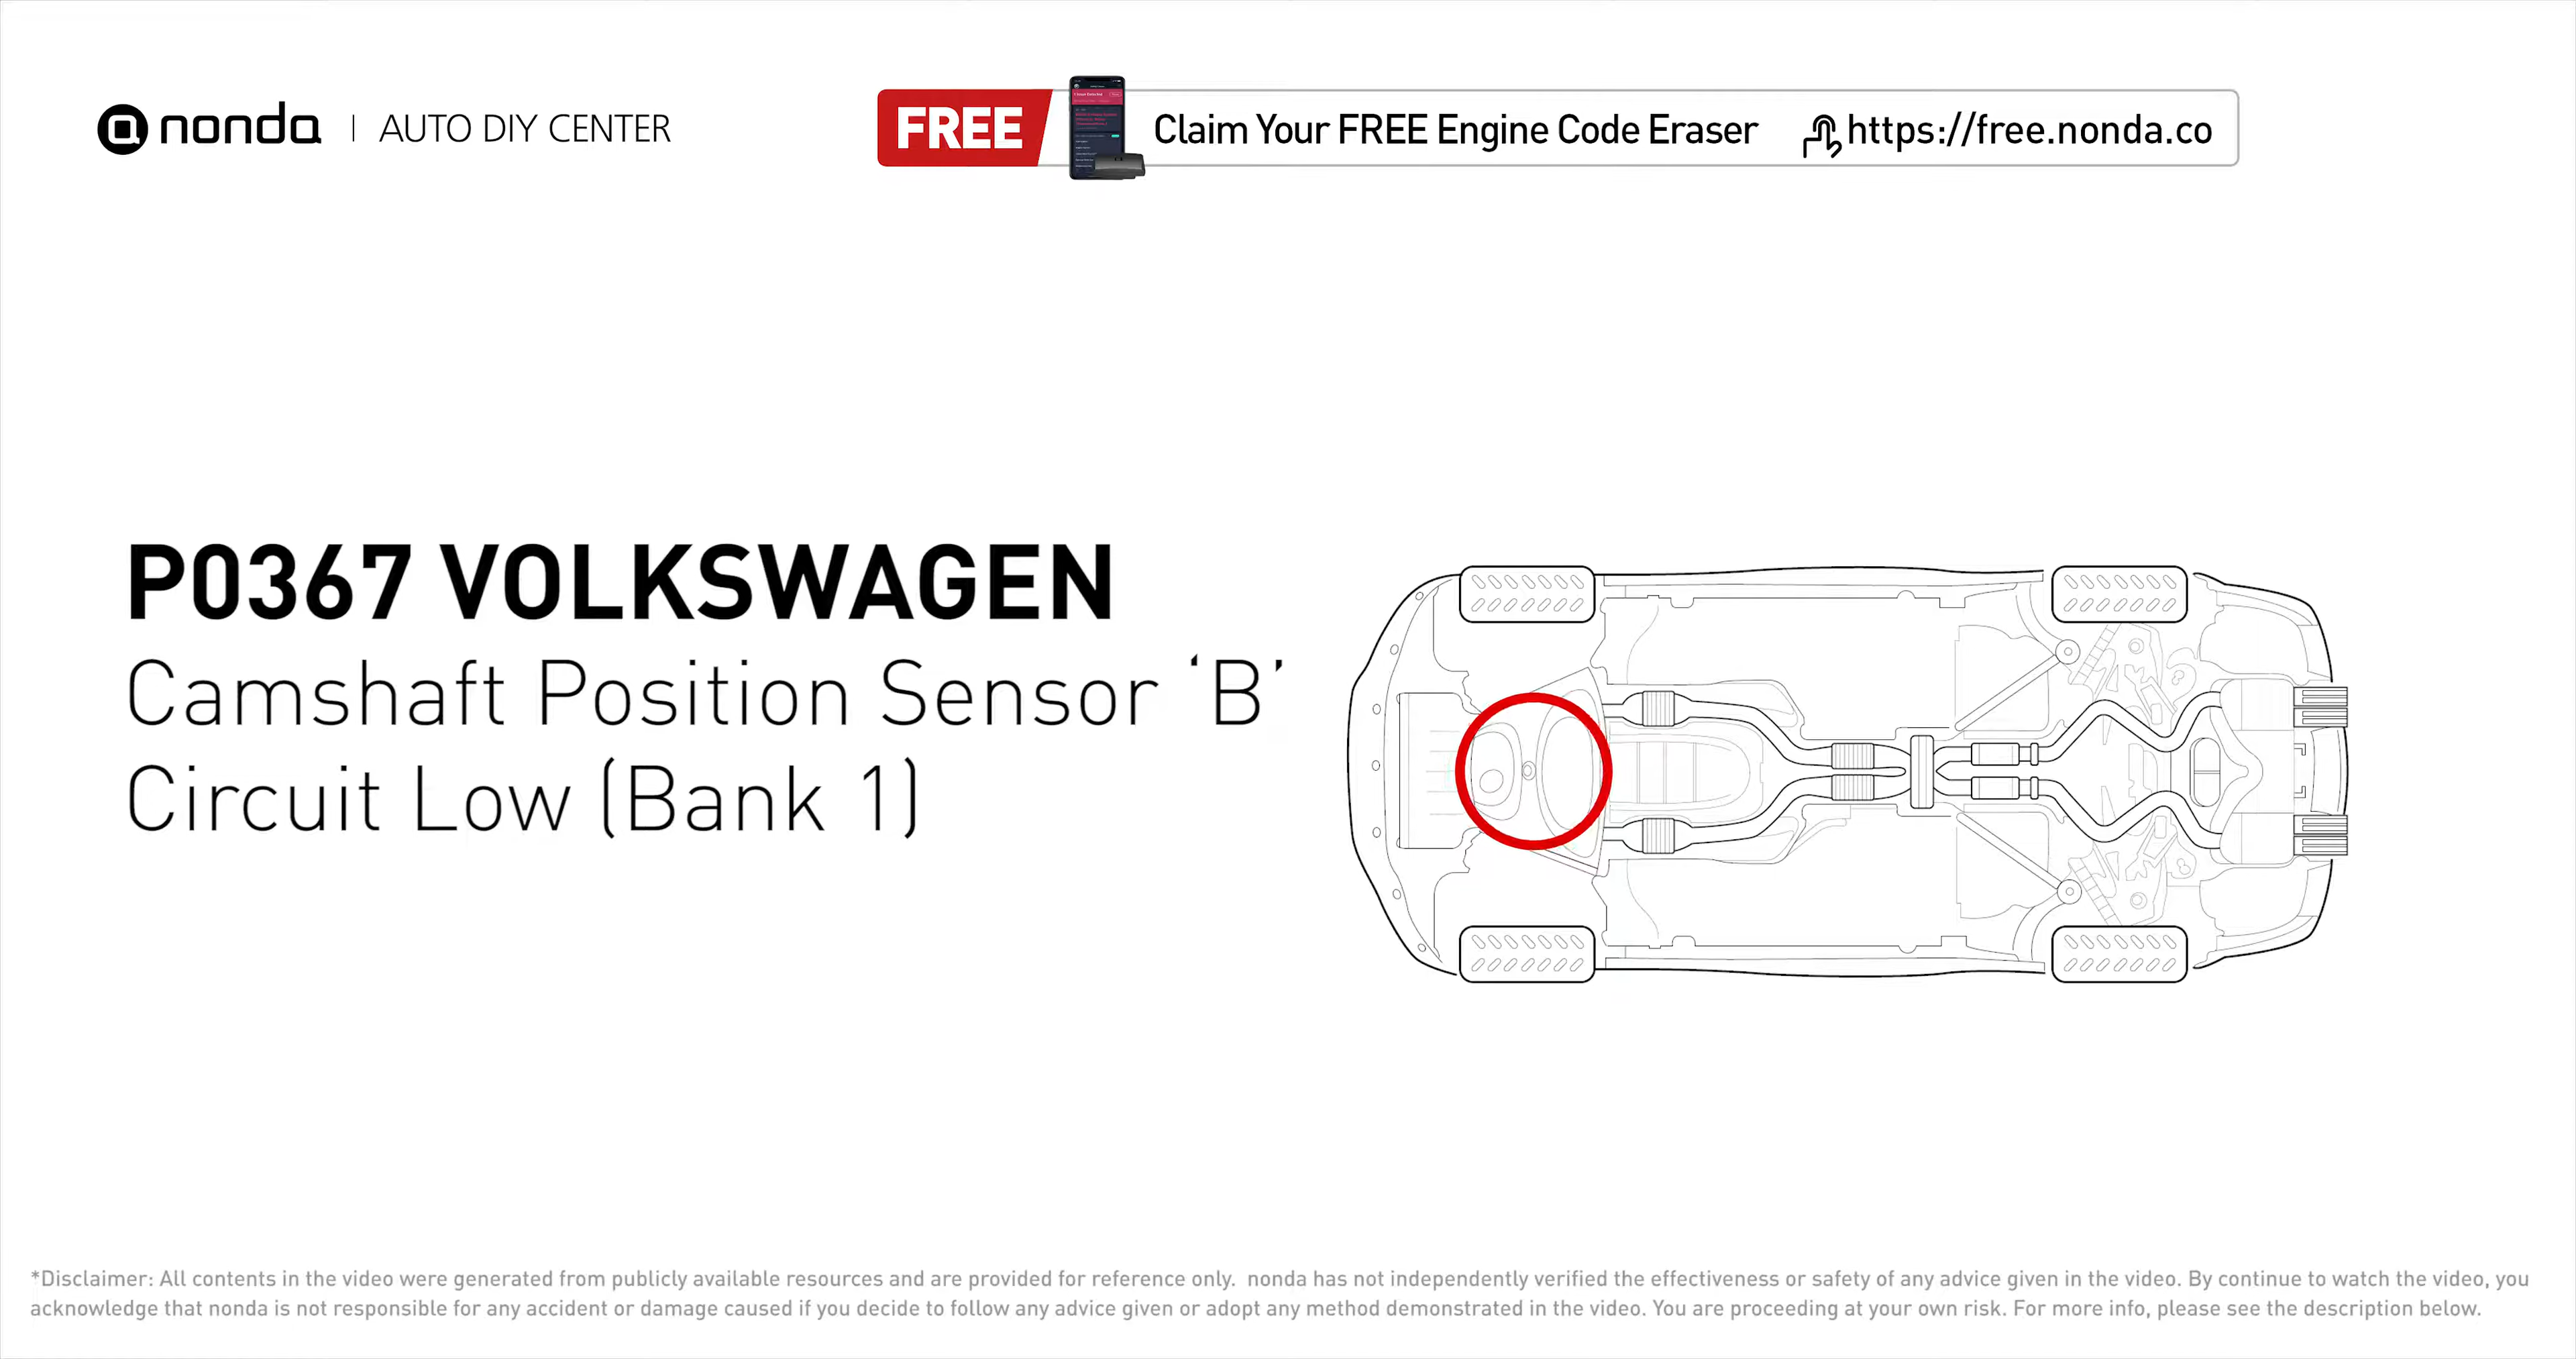 nonda | AUTO DIY CENTER
FREE Claim Your FREE Engine Code Eraser https://free.nonda.co
P0367 VOLKSWAGEN
Camshaft Position Sensor ‘B’
Circuit Low (Bank 1)
*Disclaimer: All contents in the video were generated from publicly available resources and are provided for reference only. nonda has not independently verified the effectiveness or safety of any advice given in the video. By continue to watch the video, you
acknowledge that nonda is not responsible for any accident or damage caused if you decide to follow any advice given or adopt any method demonstrated in the video. You are proceeding at your own risk. For more info, please see the description below.